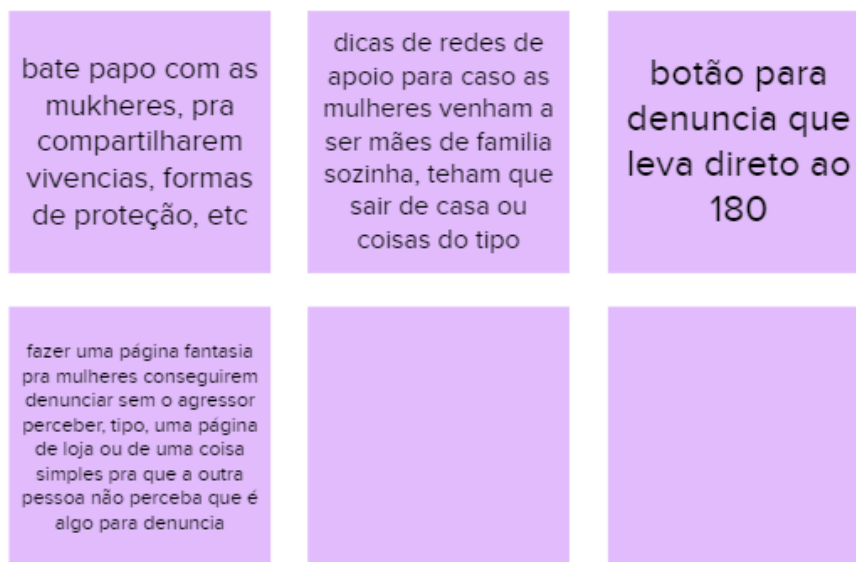 bate papo com as
mukheres, pra
compartilharem
vivencias, formas
de proteção, etc
dicas de redes de
apoio para caso as
mulheres venham a
ser mães de familia
sozinha, teham que
sair de casa ou
coisas do tipo
botão para
denuncia que
leva direto ao
180
fazer uma página fantasia
pra mulheres conseguirem
denunciar sem o agressor
perceber, tipo, uma página
de loja ou de uma coisa
simples pra que a outra
pessoa não perceba que é
algo para denuncia